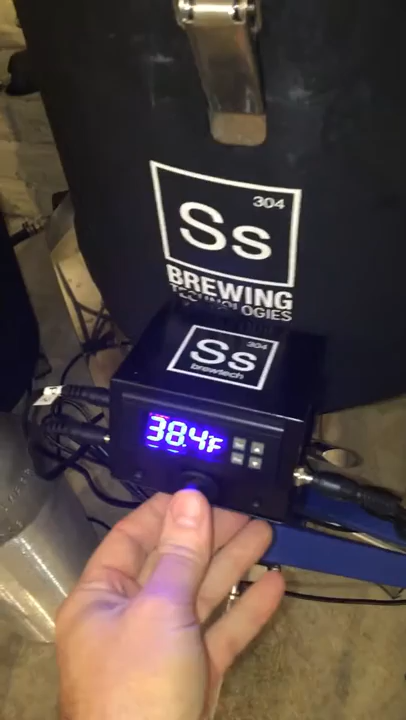 304
Ss
BREWING
TECHNOLOGIES
304
Ss
brewtech
38.4F